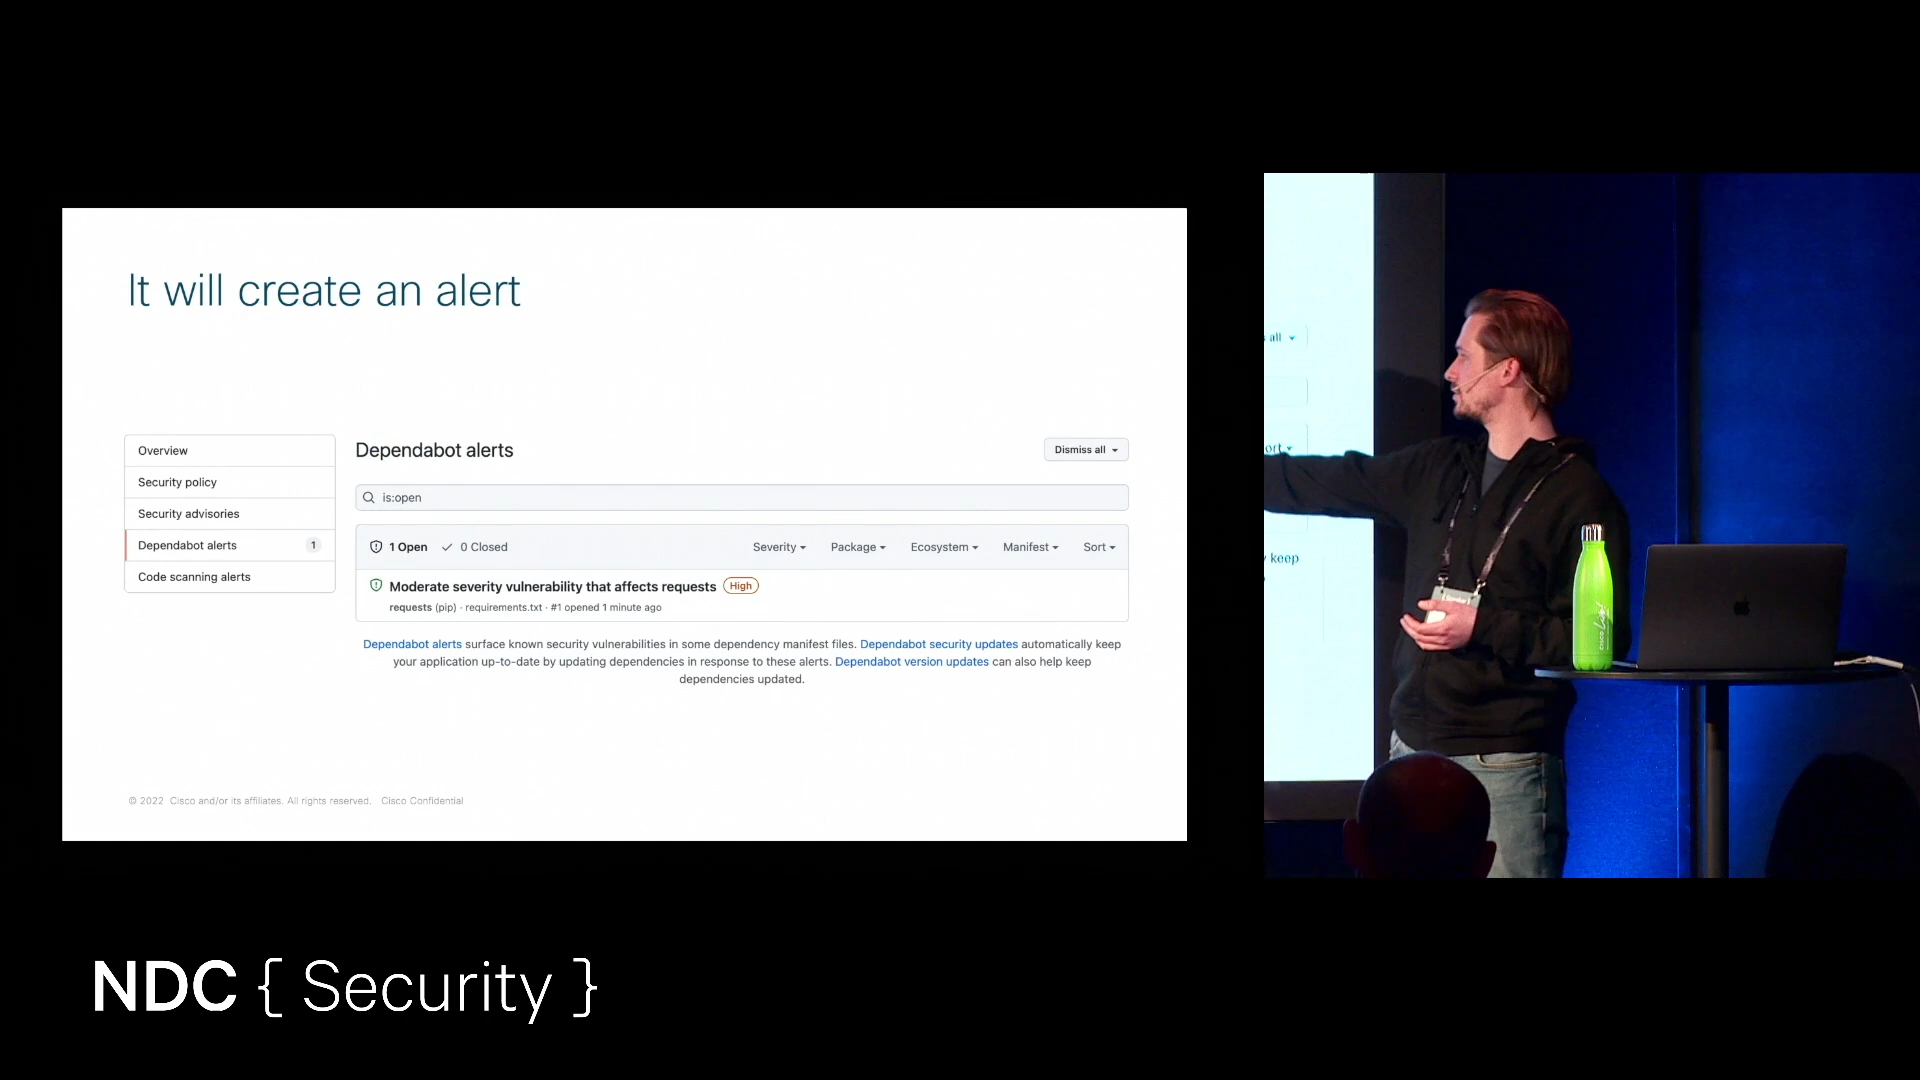 It will create an alert
Overview
Security policy
Security advisories
Dependabot alerts 1
Code scanning alerts
Dependabot alerts
Dismiss all
is:open
1 Open 0 Closed Severity Package Ecosystem Manifest Sort
Moderate severity vulnerability that affects requests High
requests (pip) · requirements.txt · #1 opened 1 minute ago
Dependabot alerts surface known security vulnerabilities in some dependency manifest files. Dependabot security updates automatically keep
your application up-to-date by updating dependencies in response to these alerts. Dependabot version updates can also help keep
dependencies updated.
© 2022 Cisco and/or its affiliates. All rights reserved. Cisco Confidential
all
ort
y keep
CISCO Live!
NDC { Security }